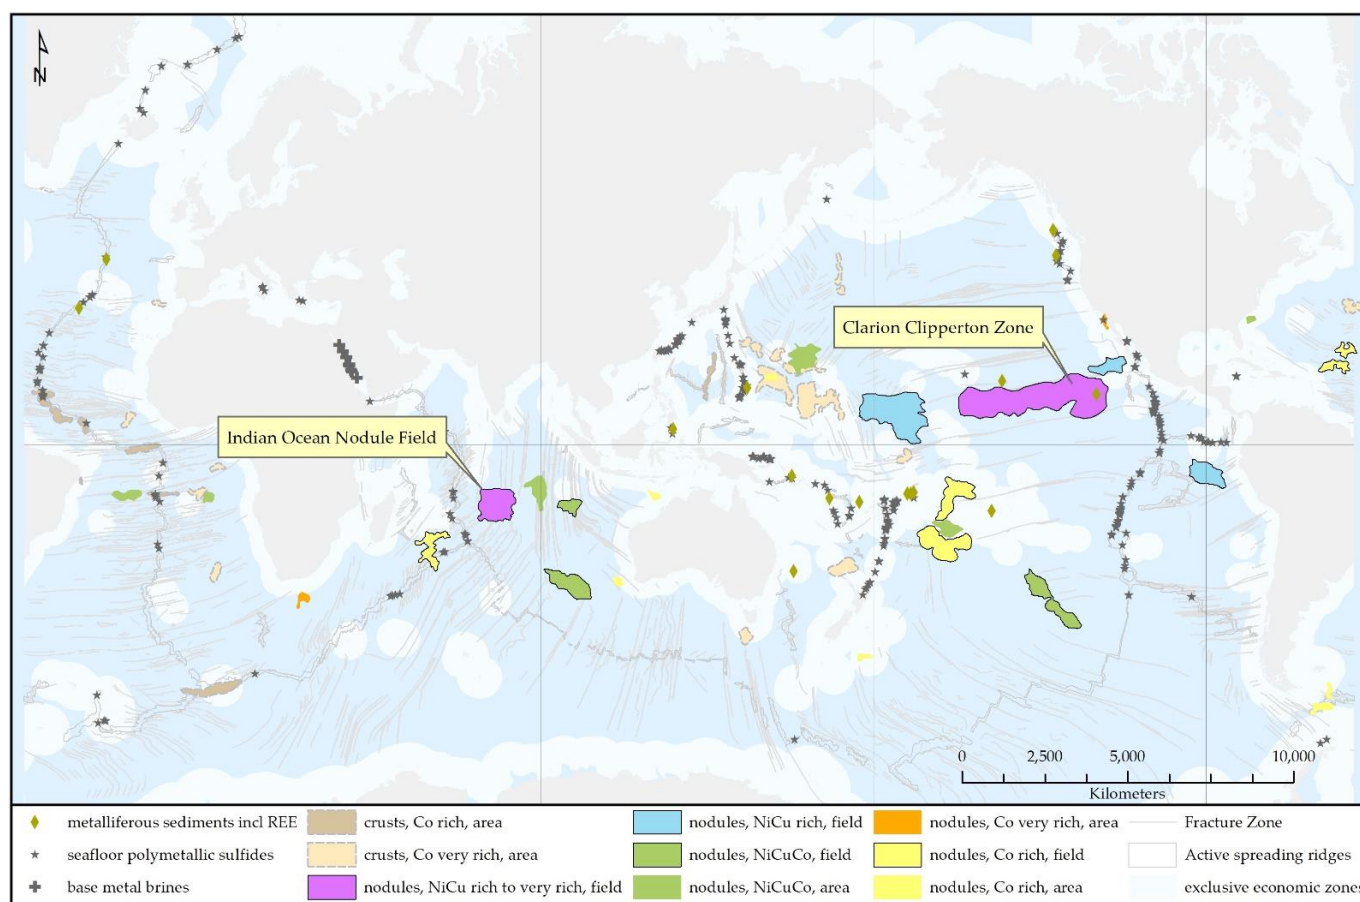 N
Clarion Clipperton Zone
Indian Ocean Nodule Field
0 2,500 5,000 10,000
Kilometers
metalliferous sediments incl REE
seafloor polymetallic sulfides
base metal brines
crusts, Co rich, area
crusts, Co very rich, area
nodules, NiCu rich to very rich, field
nodules, NiCu rich, field
nodules, NiCuCo, field
nodules, NiCuCo, area
nodules, Co very rich, area
nodules, Co rich, field
nodules, Co rich, area
Fracture Zone
Active spreading ridges
exclusive economic zones